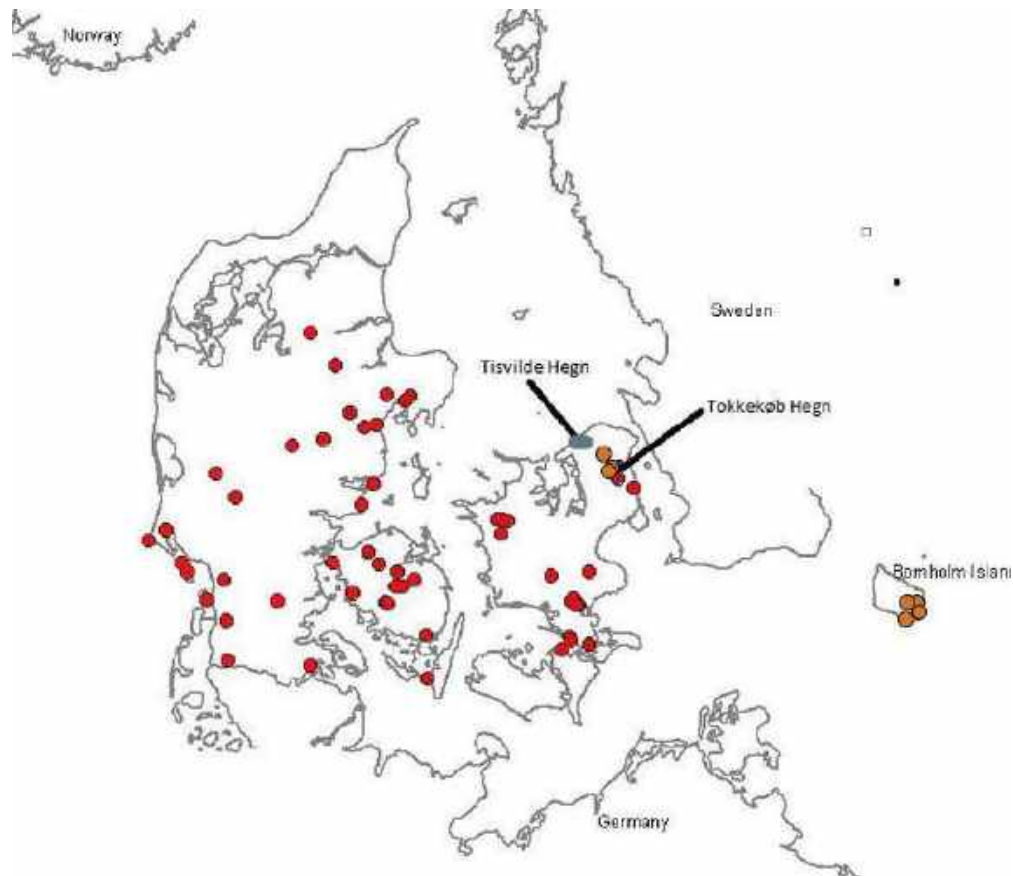 Norway
Sweden
Tisvilde Hegn
Tokkekøb Hegn
Bornholm Island
Germany